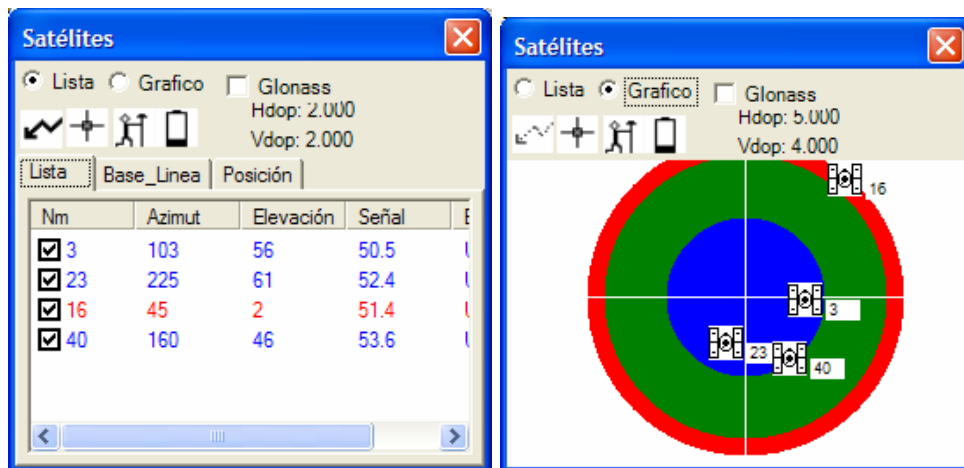 Satélites
Lista Grafico Glonass
Hdop: 2.000
Vdop: 2.000
Lista Base_Linea Posición
Nm Azimut Elevación Señal
3 103 56 50.5
23 225 61 52.4
16 45 2 51.4
40 160 46 53.6
Satélites
Lista Grafico Glonass
Hdop: 5.000
Vdop: 4.000
16
3
23
40